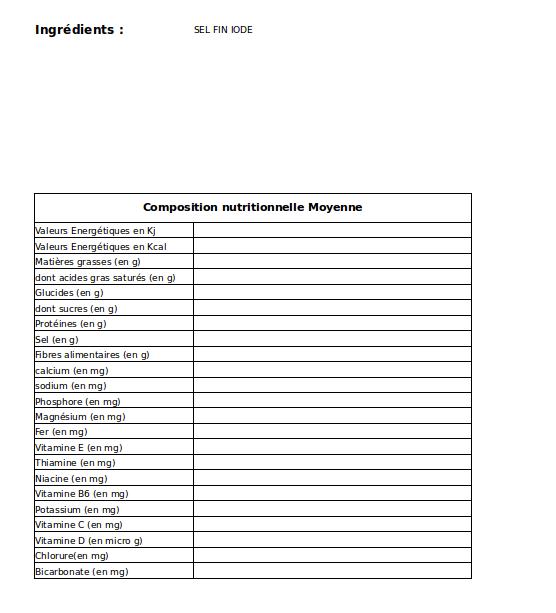 Ingrédients : SEL FIN IODE
Composition nutritionnelle Moyenne
Valeurs Energétiques en Kj
Valeurs Energétiques en Kcal
Matières grasses (en g)
dont acides gras saturés (en g)
Glucides (en g)
dont sucres (en g)
Protéines (en g)
Sel (en g)
Fibres alimentaires (en g)
calcium (en mg)
sodium (en mg)
Phosphore (en mg)
Magnésium (en mg)
Fer (en mg)
Vitamine E (en mg)
Thiamine (en mg)
Niacine (en mg)
Vitamine B6 (en mg)
Potassium (en mg)
Vitamine C (en mg)
Vitamine D (en micro g)
Chlorure(en mg)
Bicarbonate (en mg)